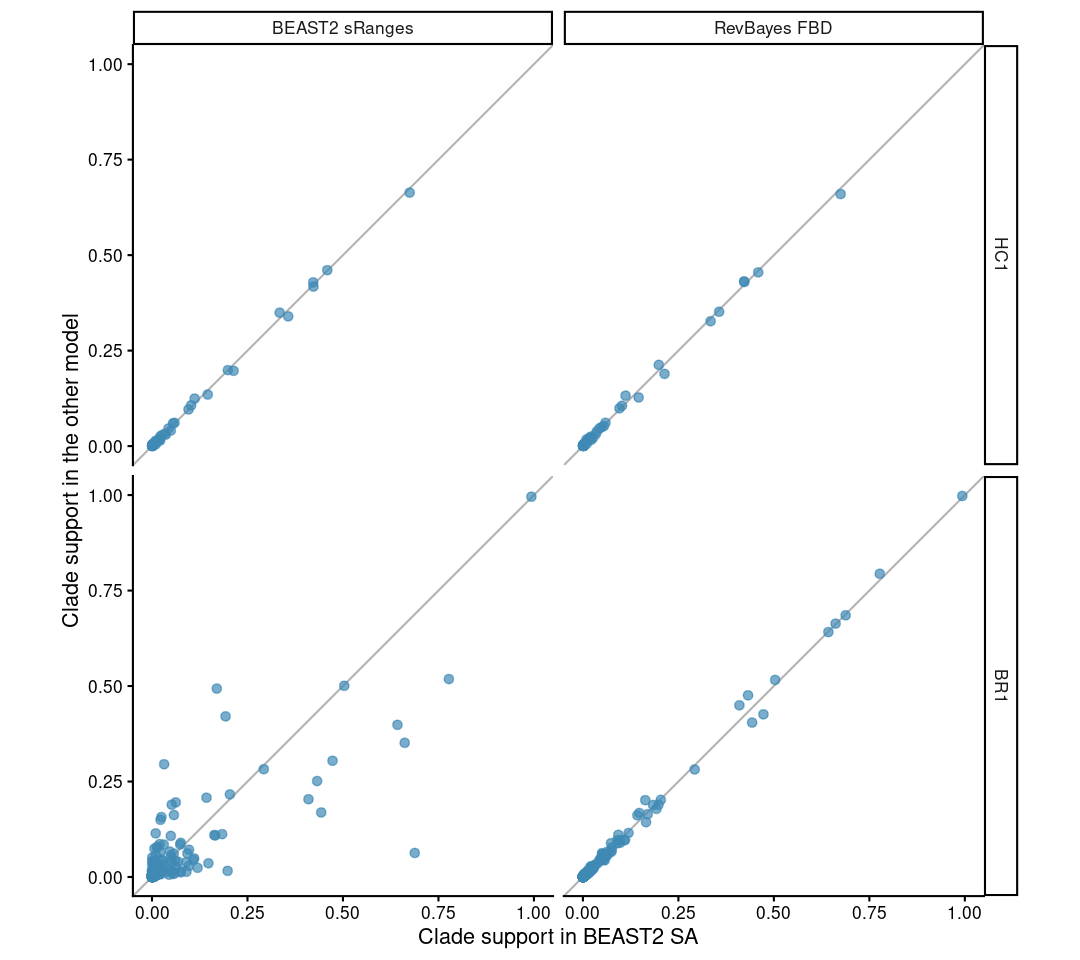 BEAST2 sRanges
RevBayes FBD
1.00
0.75
0.50
0.25
0.00
HC1
Clade support in the other model
1.00
0.75
0.50
0.25
0.00
BR1
0.00 0.25 0.50 0.75 1.00
0.00 0.25 0.50 0.75 1.00
Clade support in BEAST2 SA